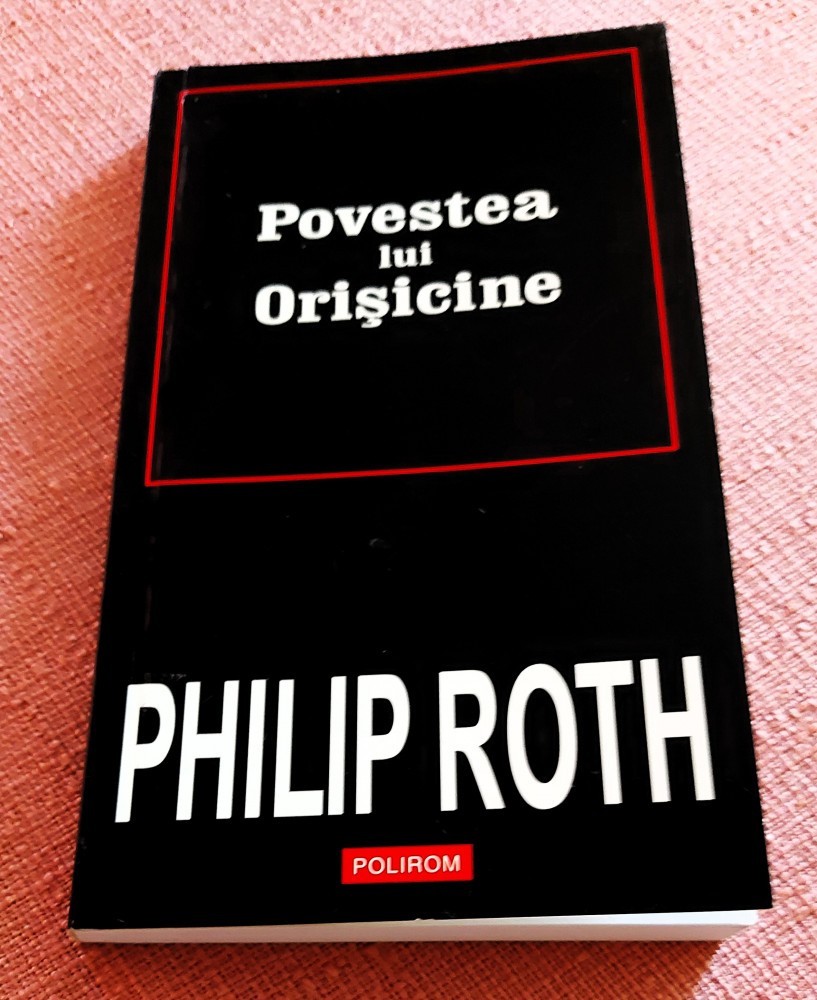 Povestea
lui
Orişicine
PHILIP ROTH
POLIROM